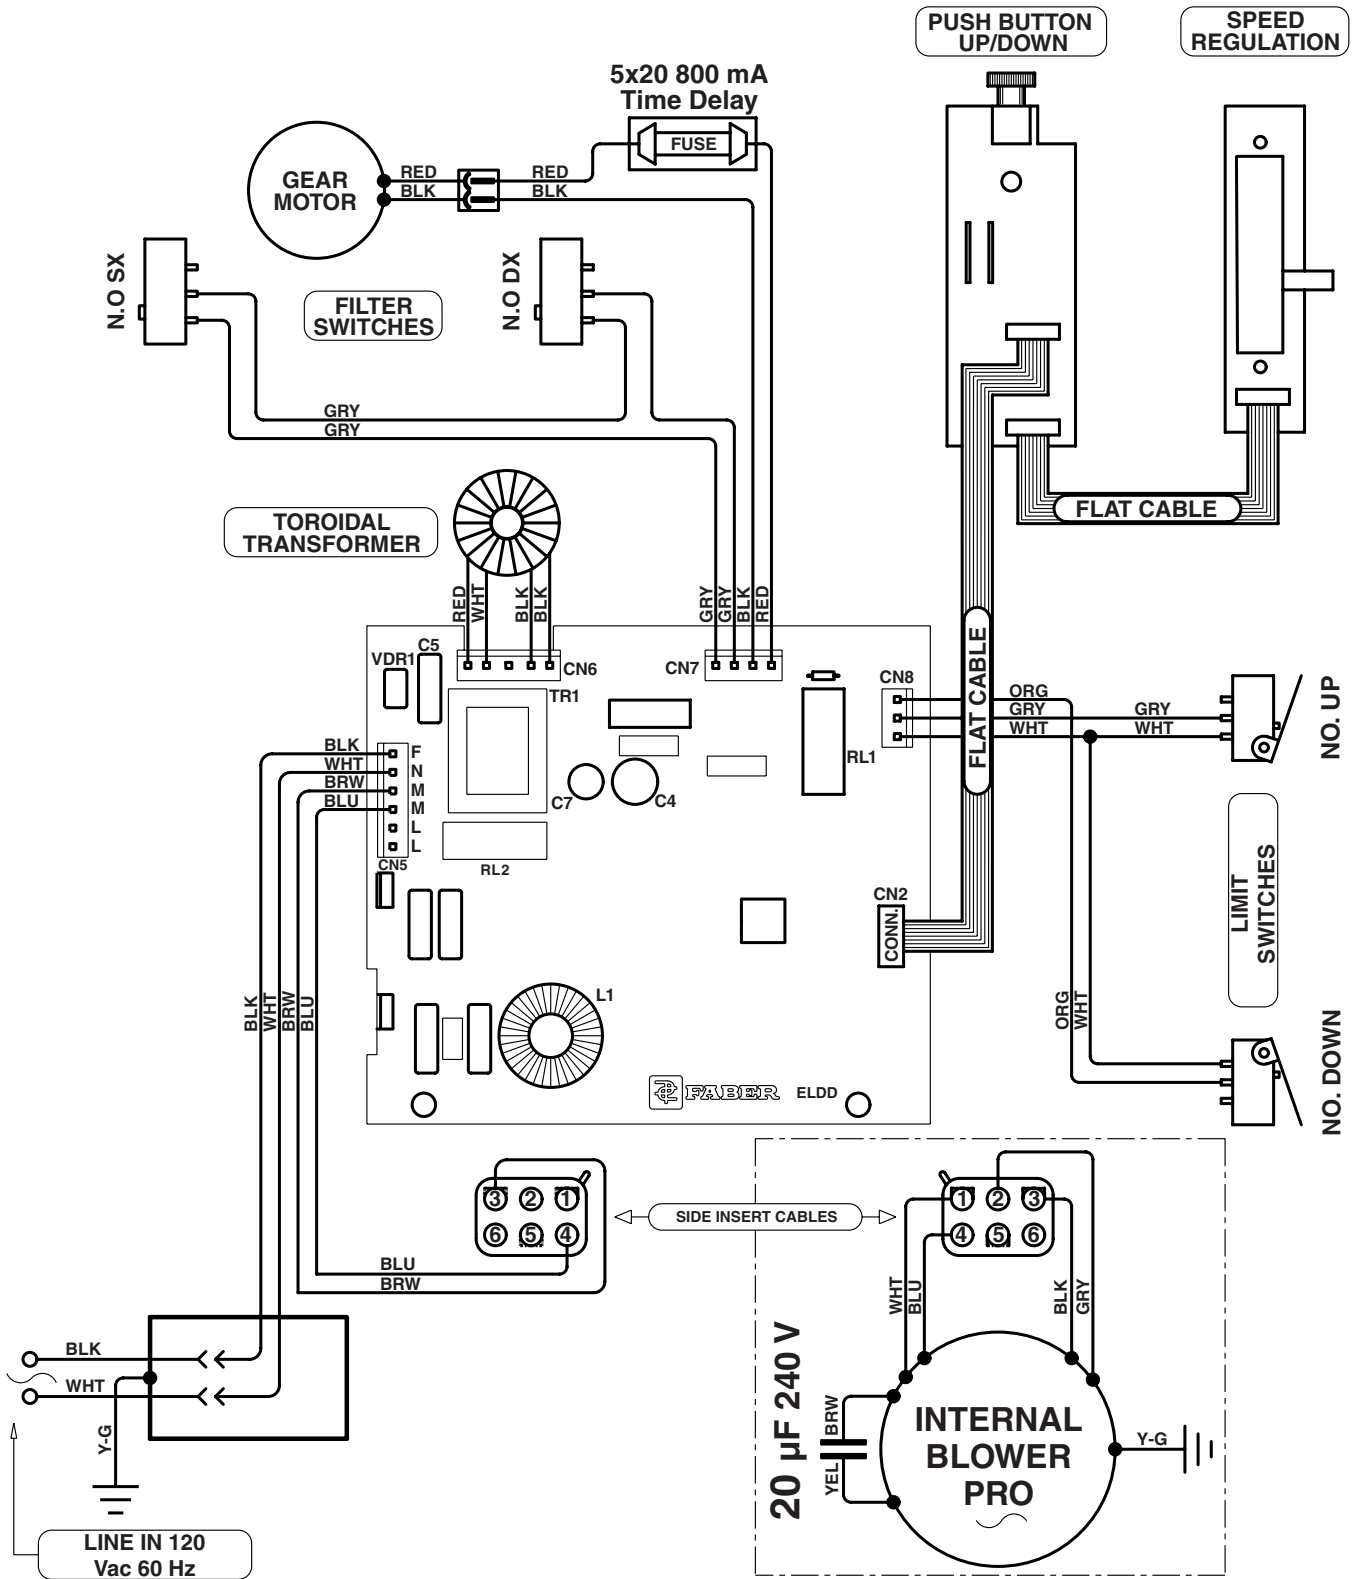 PUSH BUTTON
UP/DOWN
SPEED
REGULATION
5x20 800 mA
Time Delay
FUSE
GEAR
MOTOR
RED
BLK
RED
BLK
N.O SX
FILTER
SWITCHES
N.O DX
GRY
GRY
FLAT CABLE
TOROIDAL
TRANSFORMER
RED
WHT
BLK
BLK
GRY
GRY
BLK
RED
VDR1
C5
CN6
CN7
TR1
CN8
RL1
C7
C4
RL2
FLAT CABLE
ORG
GRY
WHT
GRY
WHT
NO. UP
BLK
WHT
BRW
BLU
F
N
M
M
L
L
CN5
CN2
CONN.
LIMIT
SWITCHES
BLK
WHT
BRW
BLU
L1
ORG
WHT
FABER
ELDD
NO. DOWN
3 2 1
6 5 4
SIDE INSERT CABLES
1 2 3
4 5 6
BLU
BRW
WHT
BLU
BLK
GRY
BLK
WHT
Y-G
20 µF 240 V
BRW
YEL
INTERNAL
BLOWER
PRO
Y-G
LINE IN 120
Vac 60 Hz